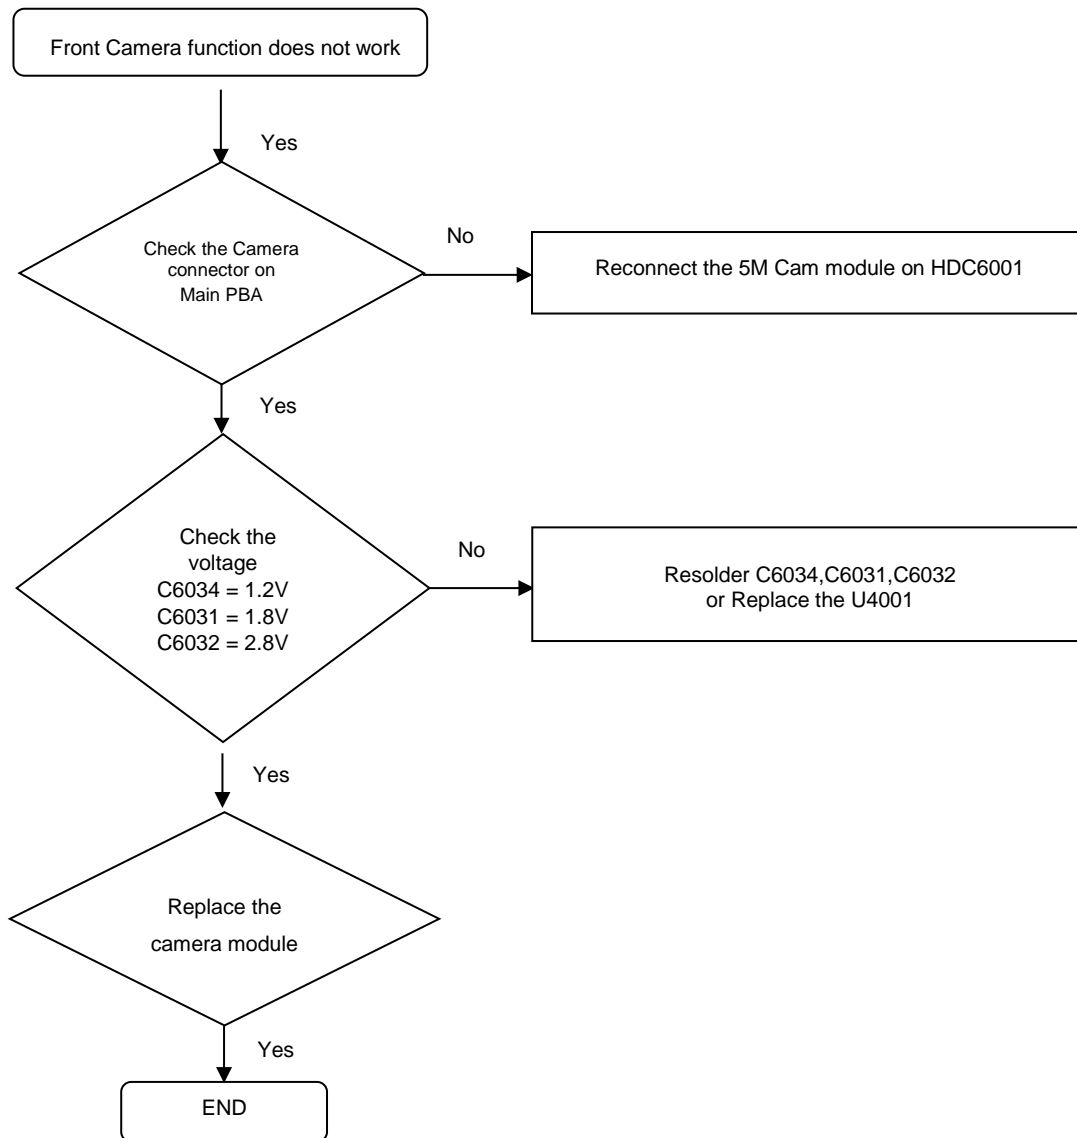 Front Camera function does not work
Yes
Check the Camera
connector on
Main PBA
No
Reconnect the 5M Cam module on HDC6001
Yes
Check the
voltage
C6034 = 1.2V
C6031 = 1.8V
C6032 = 2.8V
No
Resolder C6034,C6031,C6032
or Replace the U4001
Yes
Replace the
camera module
Yes
END